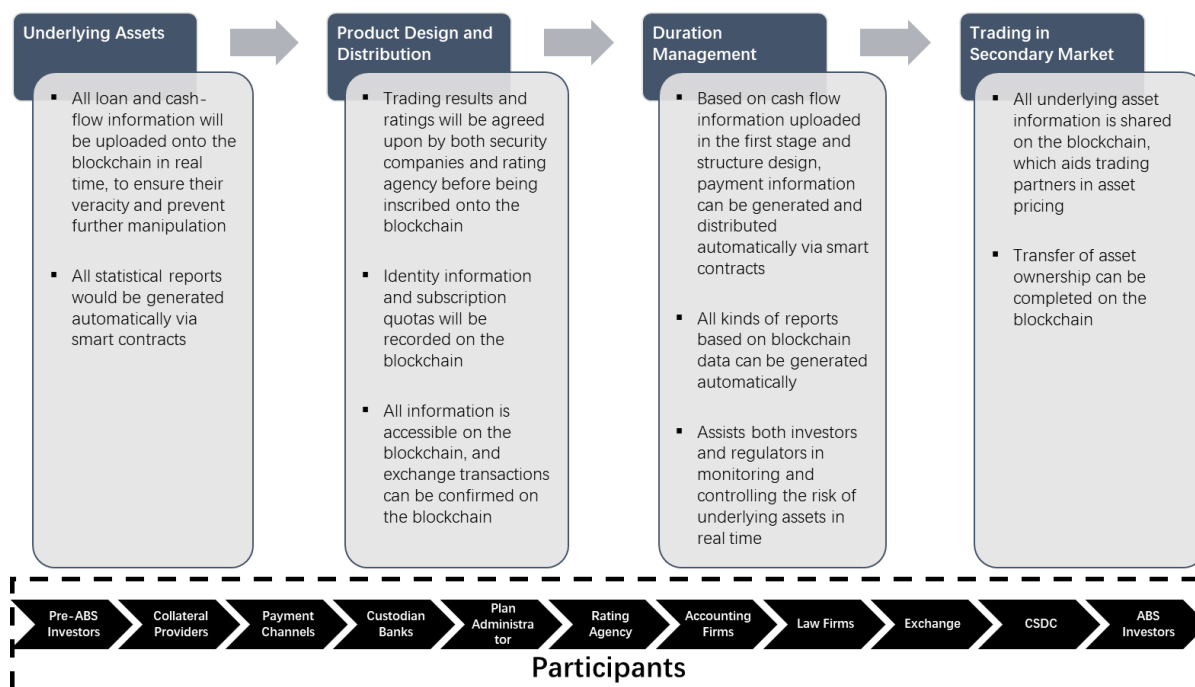 Underlying Assets
All loan and cash-
flow information will
be uploaded onto the
blockchain in real
time, to ensure their
veracity and prevent
further manipulation
All statistical reports
would be generated
automatically via
smart contracts
Product Design and
Distribution
Trading results and
ratings will be agreed
upon by both security
companies and rating
agency before being
inscribed onto the
blockchain
Identity information
and subscription
quotas will be
recorded on the
blockchain
All information is
accessible on the
blockchain, and
exchange transactions
can be confirmed on
the blockchain
Duration
Management
Based on cash flow
information uploaded
in the first stage and
structure design,
payment information
can be generated and
distributed
automatically via smart
contracts
All kinds of reports
based on blockchain
data can be generated
automatically
Assists both investors
and regulators in
monitoring and
controlling the risk of
underlying assets in
real time
Trading in
Secondary Market
All underlying asset
information is shared
on the blockchain,
which aids trading
partners in asset
pricing
Transfer of asset
ownership can be
completed on the
blockchain
Pre-ABS
Investors
Collateral
Providers
Payment
Channels
Custodian
Banks
Plan
Administra
tor
Rating
Agency
Accounting
Firms
Law Firms
Exchange
CSDC
ABS
Investors
Participants